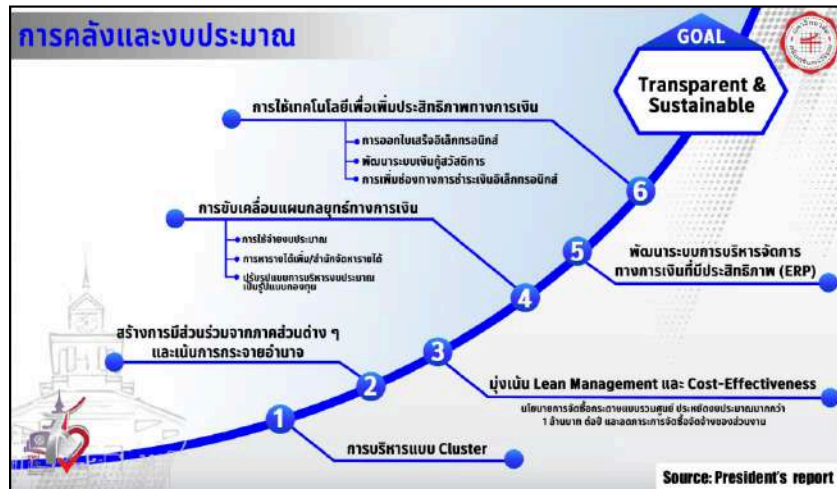 การคลังและงบประมาณ
GOAL
Transparent &
Sustainable
การใช้เทคโนโลยีเพื่อเพิ่มประสิทธิภาพทางการเงิน
การออกใบเสร็จอิเล็กทรอนิกส์
พัฒนาระบบเงินกู้สวัสดิการ
การเพิ่มช่องทางการชำระเงินอิเล็กทรอนิกส์
6
การขับเคลื่อนแผนกลยุทธ์ทางการเงิน
การใช้จ่ายงบประมาณ
การหารายได้เพิ่ม/สำนักจัดหารายได้
ปรับรูปแบบการบริหารงบประมาณ
เป็นรูปแบบกองทุน
5
พัฒนาระบบการบริหารจัดการ
ทางการเงินที่มีประสิทธิภาพ (ERP)
4
สร้างการมีส่วนร่วมจากภาคส่วนต่าง ๆ
และเน้นการกระจายอำนาจ
3
มุ่งเน้น Lean Management และ Cost-Effectiveness
นโยบายการจัดซื้อกระดาษแบบรวมศูนย์ ประหยัดงบประมาณมากกว่า
1 ล้านบาท ต่อปี และลดภาระการจัดซื้อจัดจ้างของส่วนงาน
2
1
การบริหารแบบ Cluster
Source: President's report